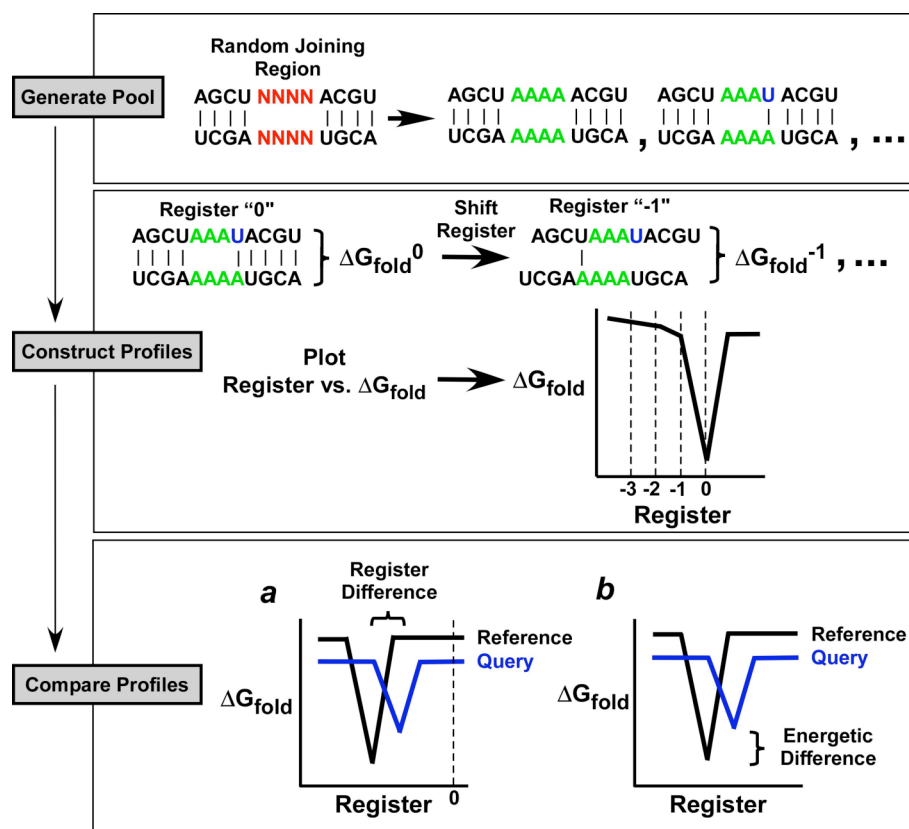 Generate Pool
Random Joining
Region
AGCU NNNN ACGU
UCGA NNNN UGCA
AGCU AAAA ACGU
UCGA AAAA UGCA
,
AGCU AAAU ACGU
UCGA AAAA UGCA
, ...
Construct Profiles
Register “0"
AGCUAAAUACGU
UCGAAAAAUGCA
ΔGfold0
Shift
Register
Register “-1"
AGCUAAAUACGU
UCGAAAAAUGCA
ΔGfold-1 , ...
Plot
Register vs. ΔGfold
ΔGfold
-3 -2 -1 0
Register
Compare Profiles
a
Register
Difference
Reference
Query
ΔGfold
Register
0
b
Reference
Query
ΔGfold
Energetic
Difference
Register